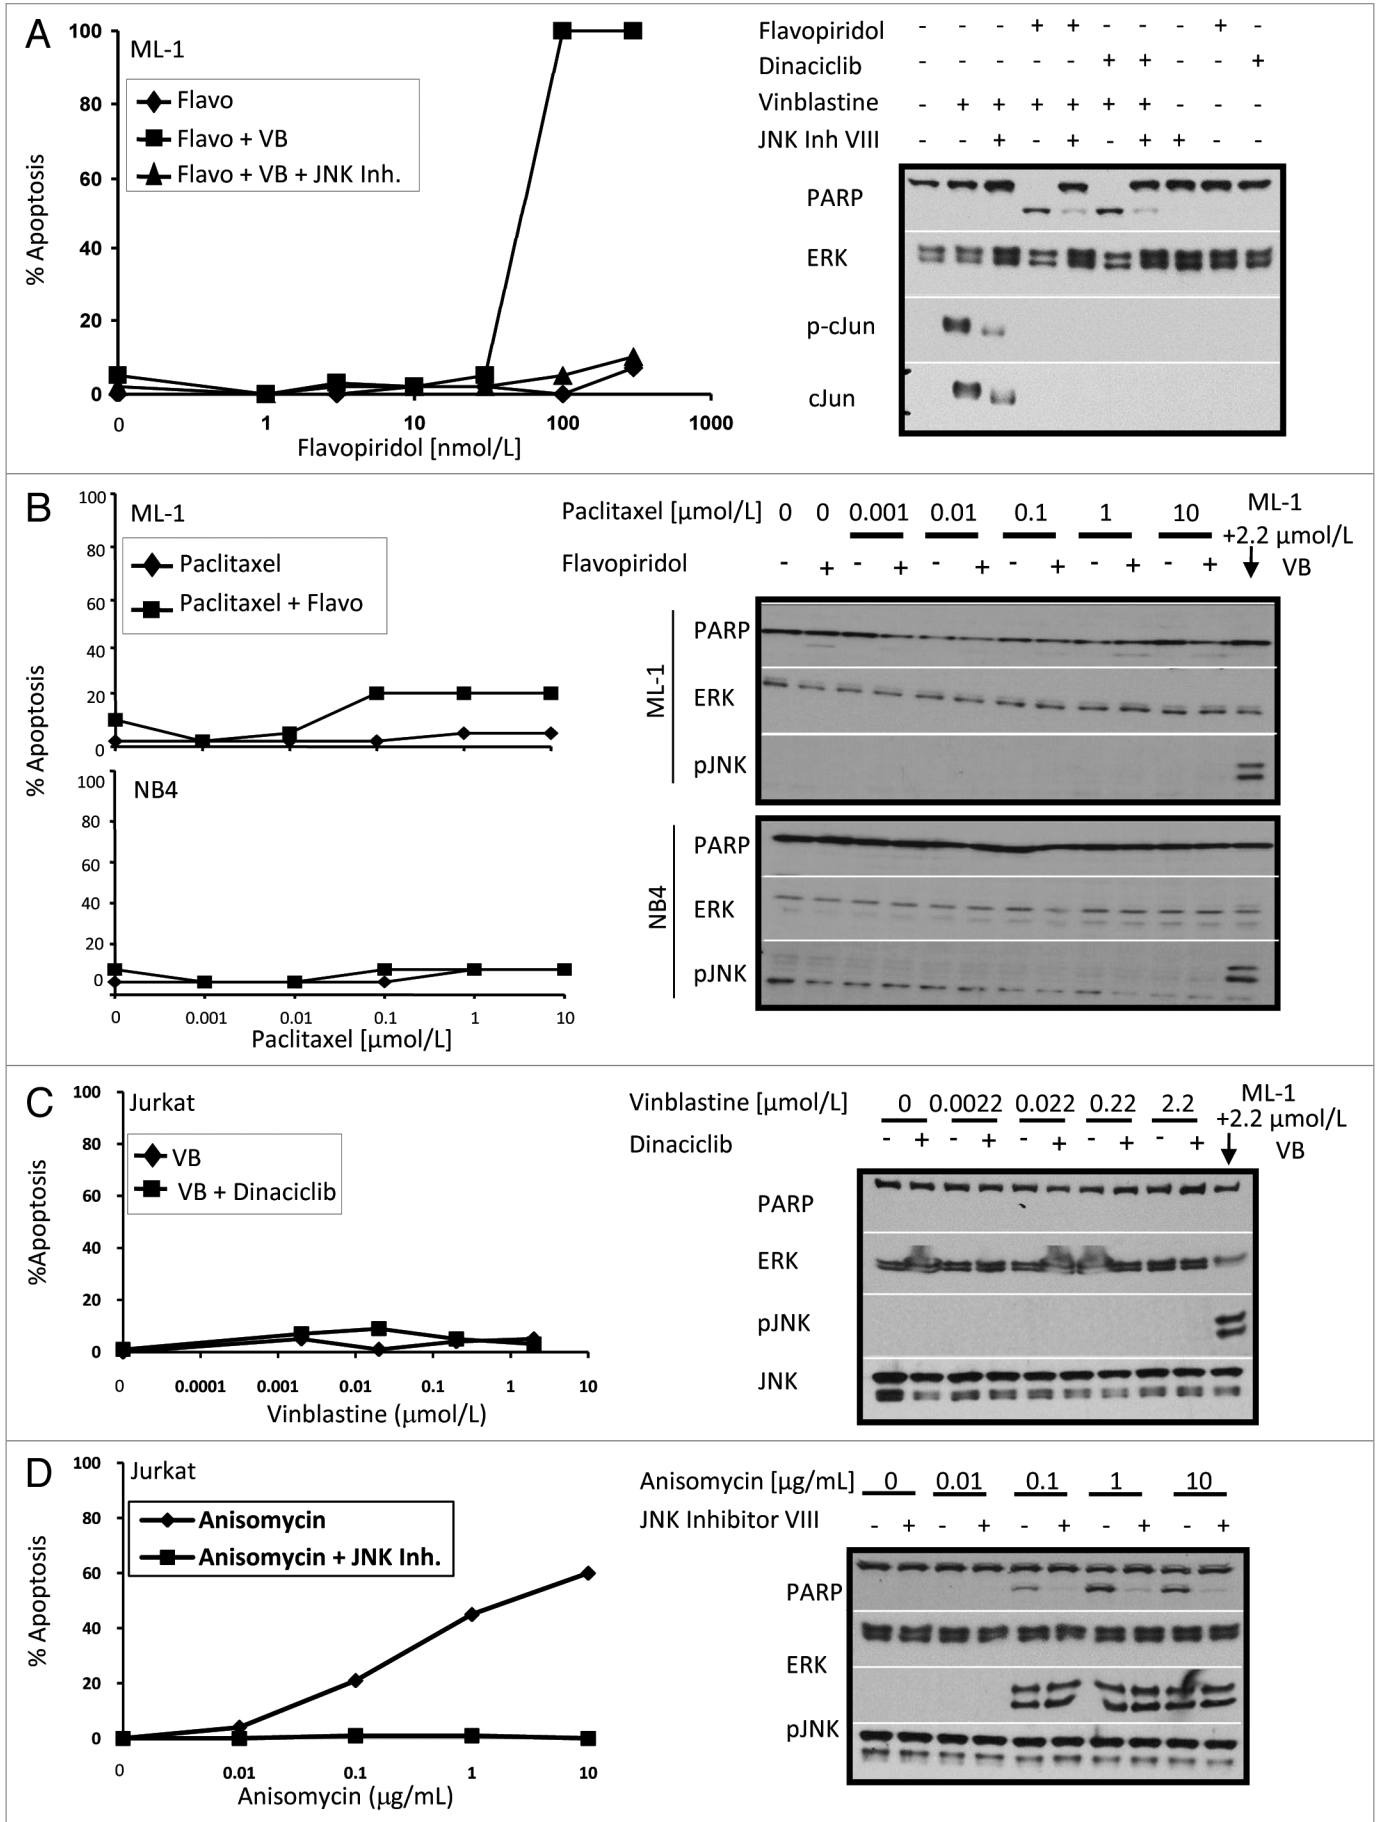 A
ML-1
Flavo
Flavo + VB
Flavo + VB + JNK Inh.
% Apoptosis
100
80
60
40
20
0
0 1 10 100 1000
Flavopiridol [nmol/L]
Flavopiridol - - - + + - - - + -
Dinaciclib - - - - - + + - - +
Vinblastine - + + + + + + - - -
JNK Inh VIII - - + - + - + + - -
PARP
ERK
p-cJun
cJun
B
ML-1
Paclitaxel
Paclitaxel + Flavo
100
80
60
40
20
0
% Apoptosis
NB4
100
80
60
40
20
0
0 0.001 0.01 0.1 1 10
Paclitaxel [μmol/L]
Paclitaxel [μmol/L] 0 0 0.001 0.01 0.1 1 10
ML-1
+2.2 μmol/L
VB
Flavopiridol - + - + - + - + - + - +
ML-1
PARP
ERK
pJNK
NB4
PARP
ERK
pJNK
C
Jurkat
VB
VB + Dinaciclib
%Apoptosis
100
80
60
40
20
0
0 0.0001 0.001 0.01 0.1 1 10
Vinblastine (μmol/L)
Vinblastine [μmol/L] 0 0.0022 0.022 0.22 2.2
ML-1
+2.2 μmol/L
VB
Dinaciclib - + - + - + - + - +
PARP
ERK
pJNK
JNK
D
Jurkat
Anisomycin
Anisomycin + JNK Inh.
% Apoptosis
100
80
60
40
20
0
0 0.01 0.1 1 10
Anisomycin (μg/mL)
Anisomycin [μg/mL] 0 0.01 0.1 1 10
JNK Inhibitor VIII - + - + - + - + - +
PARP
ERK
pJNK